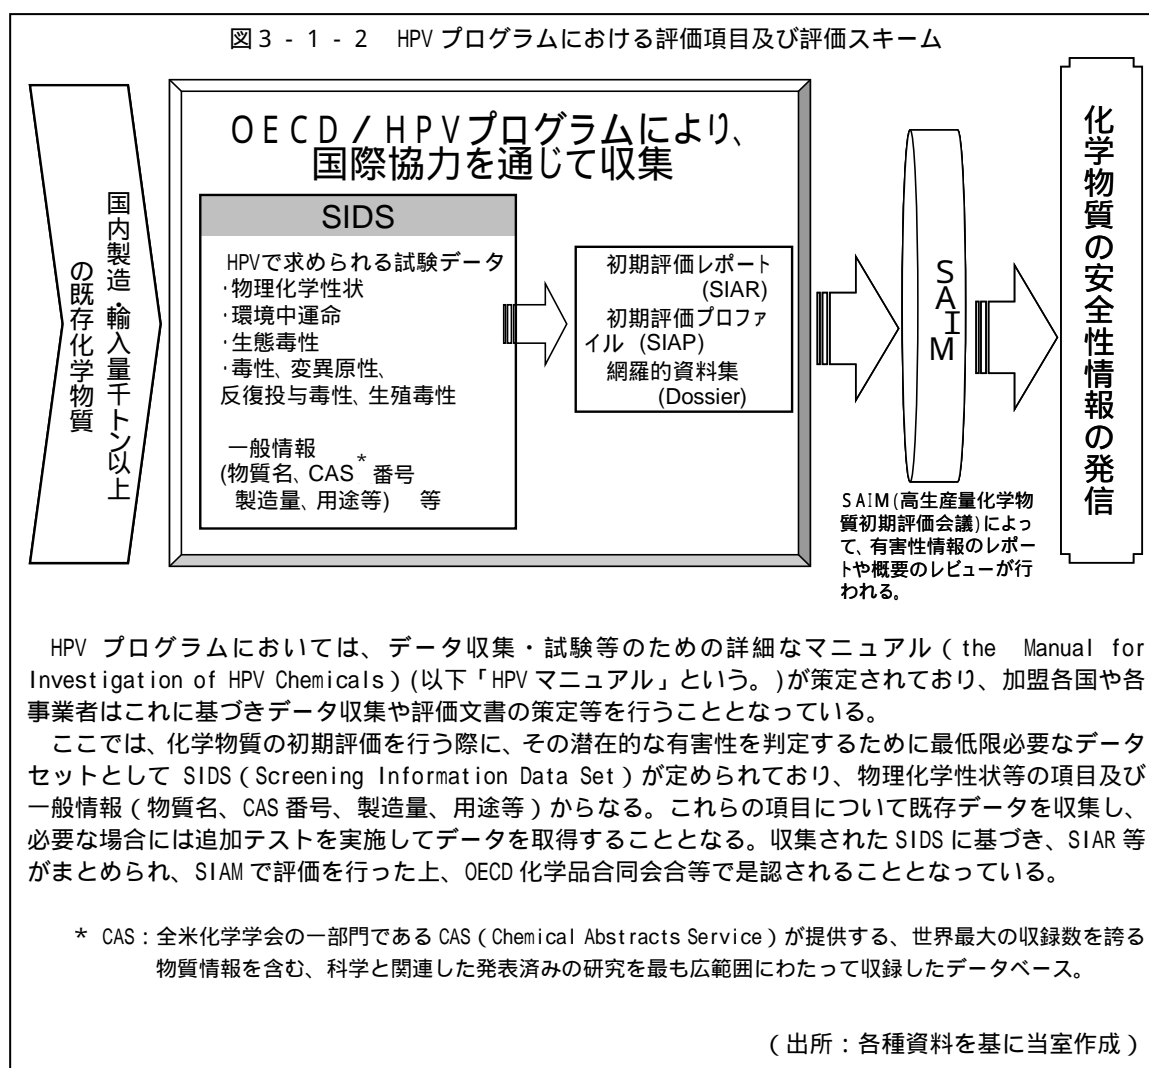 図3-1-2 HPVプログラムにおける評価項目及び評価スキーム
国内製造・輸入量千トン以上
の既存化学物質
OECD/HPVプログラムにより、
国際協力を通じて収集
SIDS
HPVで求められる試験データ
・物理化学性状
・環境中運命
・生態毒性
・毒性、変異原性、
反復投与毒性、生殖毒性
一般情報
(物質名、CAS* 番号
製造量、用途等) 等
初期評価レポート
(SIAR)
初期評価プロファ
イル (SIAP)
網羅的資料集
(Dossier)
SAIM
SAIM(高生産量化学物
質初期評価会議)によっ
て、有害性情報のレポー
トや概要のレビューが行
われる。
化学物質の安全性情報の発信
HPV プログラムにおいては、データ収集・試験等のための詳細なマニュアル(the Manual for
Investigation of HPV Chemicals)(以下「HPVマニュアル」という。)が策定されており、加盟各国や各
事業者はこれに基づきデータ収集や評価文書の策定等を行うこととなっている。
ここでは、化学物質の初期評価を行う際に、その潜在的な有害性を判定するために最低限必要なデータ
セットとして SIDS(Screening Information Data Set)が定められており、物理化学性状等の項目及び
一般情報(物質名、CAS番号、製造量、用途等)からなる。これらの項目について既存データを収集し、
必要な場合には追加テストを実施してデータを取得することとなる。収集された SIDS に基づき、SIAR 等
がまとめられ、SIAM で評価を行った上、OECD 化学品合同会合等で是認されることとなっている。
* CAS:全米化学学会の一部門である CAS(Chemical Abstracts Service)が提供する、世界最大の収録数を誇る
物質情報を含む、科学と関連した発表済みの研究を最も広範囲にわたって収録したデータベース。
(出所:各種資料を基に当室作成)